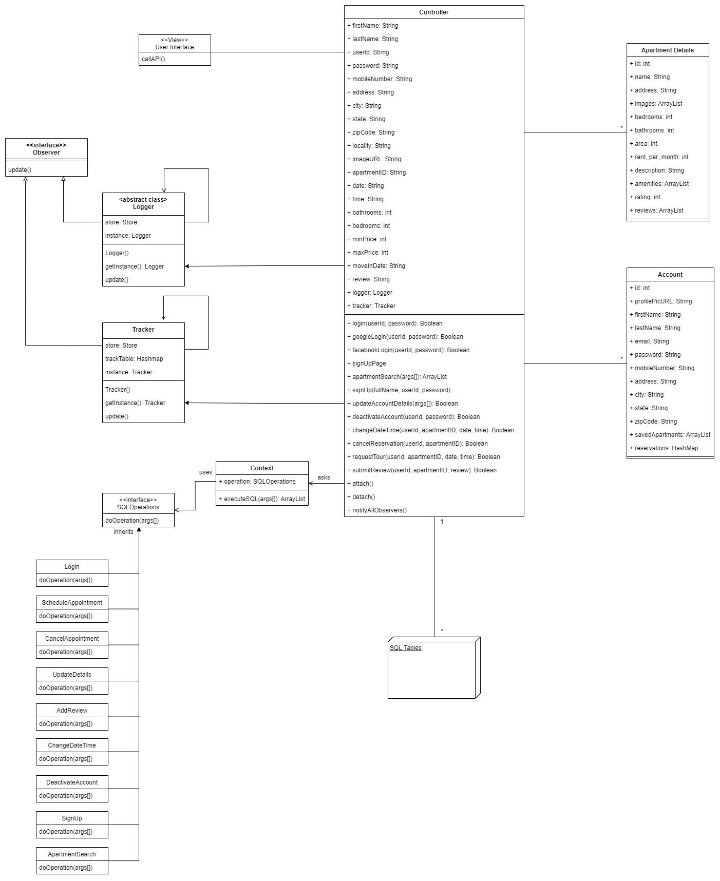 Controller
+ firstName: String
+ lastName: String
+ userId: String
+ password: String
+ mobileNumber: String
+ address: String
+ city: String
+ state: String
+ zipCode: String
+ locality: String
+ imageURL: String
+ apartmentID: String
+ date: String
+ time: String
+ bathrooms: int
+ bedrooms: int
+ minPrice: int
+ maxPrice: int
+ moveInDate: String
+ review: String
+ logger: Logger
+ tracker: Tracker
+ login(userId, password): Boolean
+ googleLogin(userId, password): Boolean
+ facebookLogin(userId, password): Boolean
+ signUpPage
+ apartmentSearch(args[]): ArrayList
+ signUp(fullName, userId, password)
+ updateAccountDetails(args[]): Boolean
+ deactivateAccount(userId, password): Boolean
+ changeDateTime(userId, apartmentID, date, time): Boolean
+ cancelReservation(userId, apartmentID): Boolean
+ requestTour(userId, apartmentID, date, time): Boolean
+ submitReview(userId, apartmentID, review): Boolean
+ attach()
+ detach()
+ notifyAllObservers()
<<View>>
User Interface
callAPI()
Apartment Details
+ id: int
+ name: String
+ address: String
+ images: ArrayList
+ bedrooms: int
+ bathrooms: int
+ area: int
+ rent_per_month: int
+ description: String
+ amenities: ArrayList
+ rating: int
+ reviews: ArrayList
*
<<interface>>
Observer
update()
<abstract class>
Logger
store: Store
instance: Logger
Logger()
getInstance(): Logger
update()
Account
+ id: int
+ profilePicURL: String
+ firstName: String
+ lastName: String
+ email: String
+ password: String
+ mobileNumber: String
+ address: String
+ city: String
+ state: String
+ zipCode: String
+ savedApartments: ArrayList
+ reservations: HashMap
*
Tracker
store: Store
trackTable: Hashmap
instance: Tracker
Tracker()
getInstance(): Tracker
update()
Context
+ operation: SQLOperations
+ executeSQL(args[]): ArrayList
uses
asks
<<interface>>
SQLOperations
doOperation(args[])
inherits
1
*
SQL Tables
Login
doOperation(args[])
ScheduleAppointment
doOperation(args[])
CancelAppointment
doOperation(args[])
UpdateDetails
doOperation(args[])
AddReview
doOperation(args[])
ChangeDateTime
doOperation(args[])
DeactivateAccount
doOperation(args[])
SignUp
doOperation(args[])
ApartmentSearch
doOperation(args[])